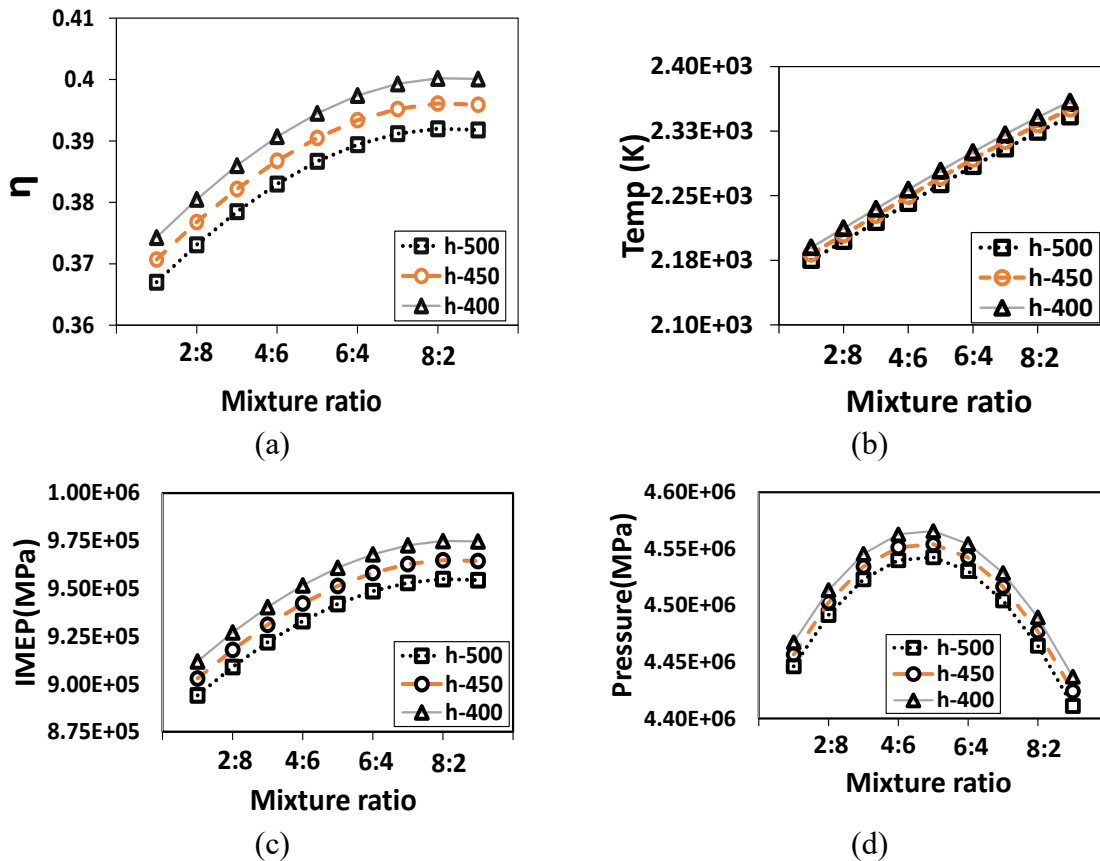 0.41
0.4
0.39
0.38
0.37
0.36
η
h-500
h-450
h-400
2:8 4:6 6:4 8:2
Mixture ratio
(a)
2.40E+03
2.33E+03
2.25E+03
2.18E+03
2.10E+03
Temp (K)
h-500
h-450
h-400
2:8 4:6 6:4 8:2
Mixture ratio
(b)
1.00E+06
9.75E+05
9.50E+05
9.25E+05
9.00E+05
8.75E+05
IMEP(MPa)
h-500
h-450
h-400
2:8 4:6 6:4 8:2
Mixture ratio
(c)
4.60E+06
4.55E+06
4.50E+06
4.45E+06
4.40E+06
Pressure(MPa)
h-500
h-450
h-400
2:8 4:6 6:4 8:2
Mixture ratio
(d)